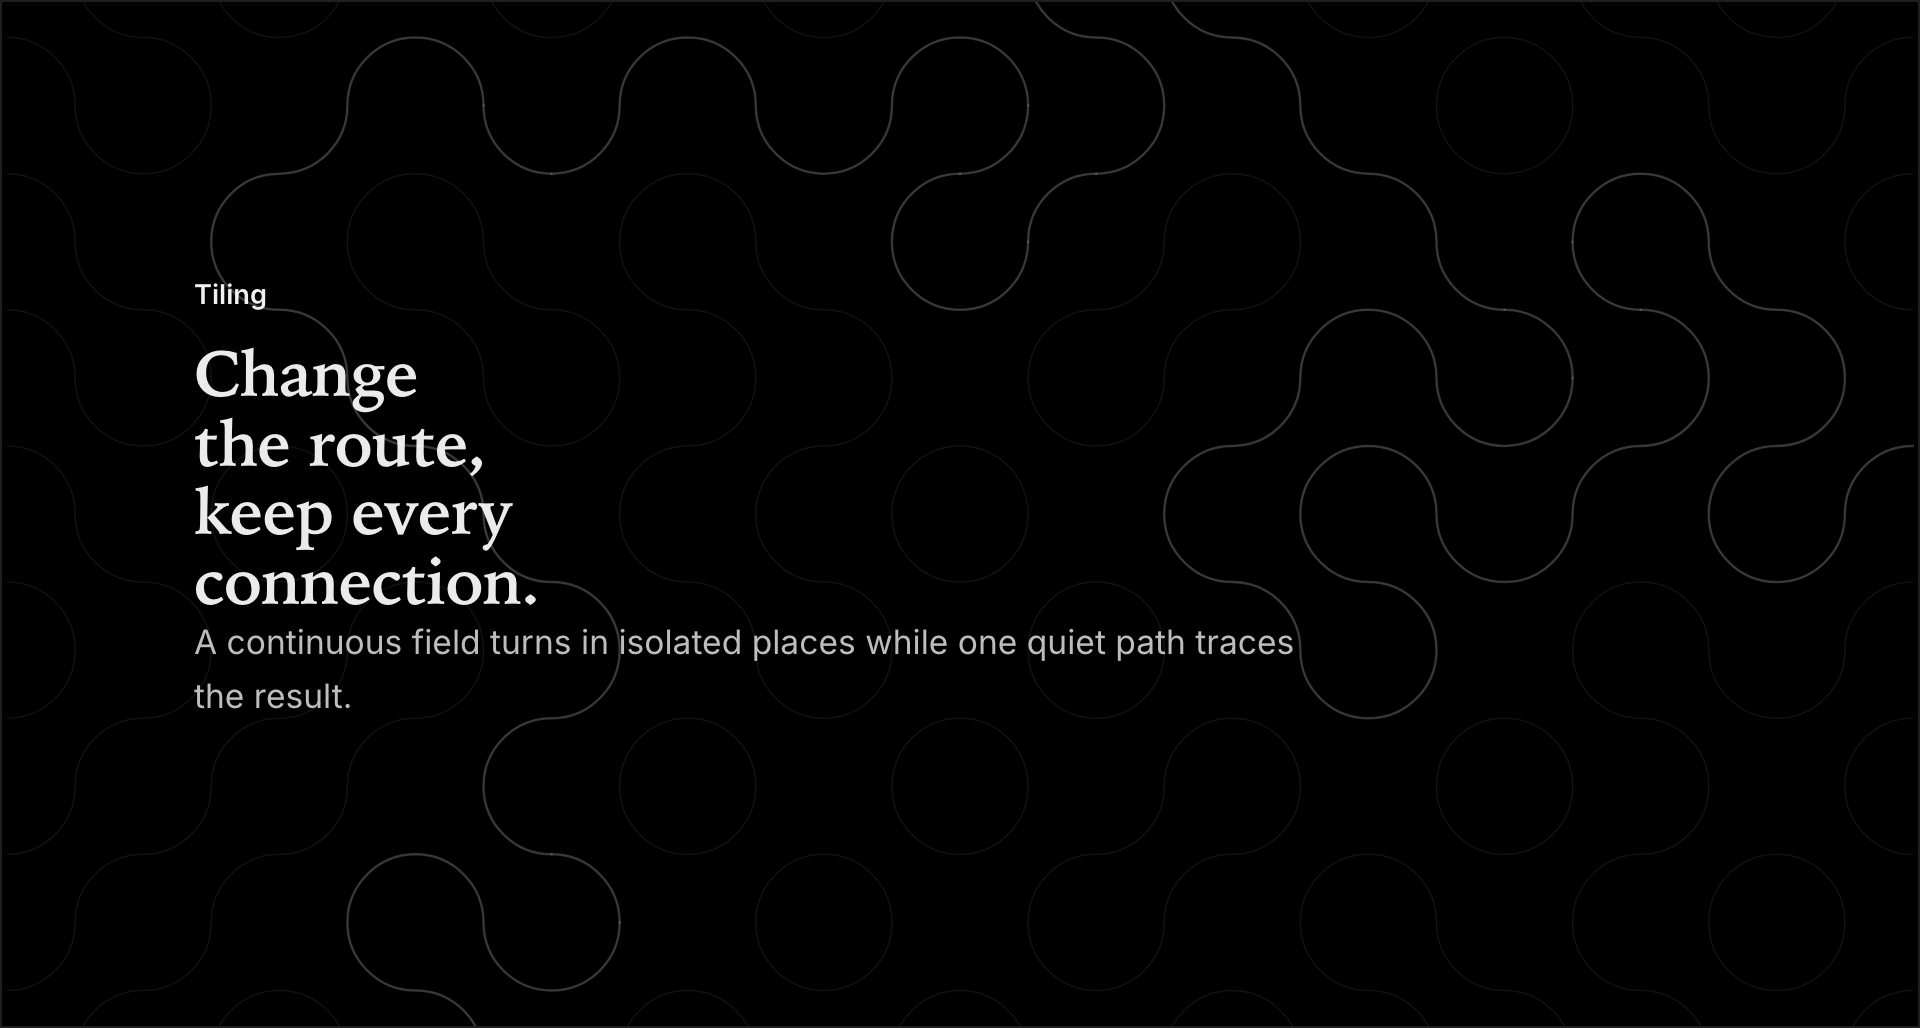 Tiling
Change
the route,
keep every
connection.
A continuous field turns in isolated places while one quiet path traces
the result.